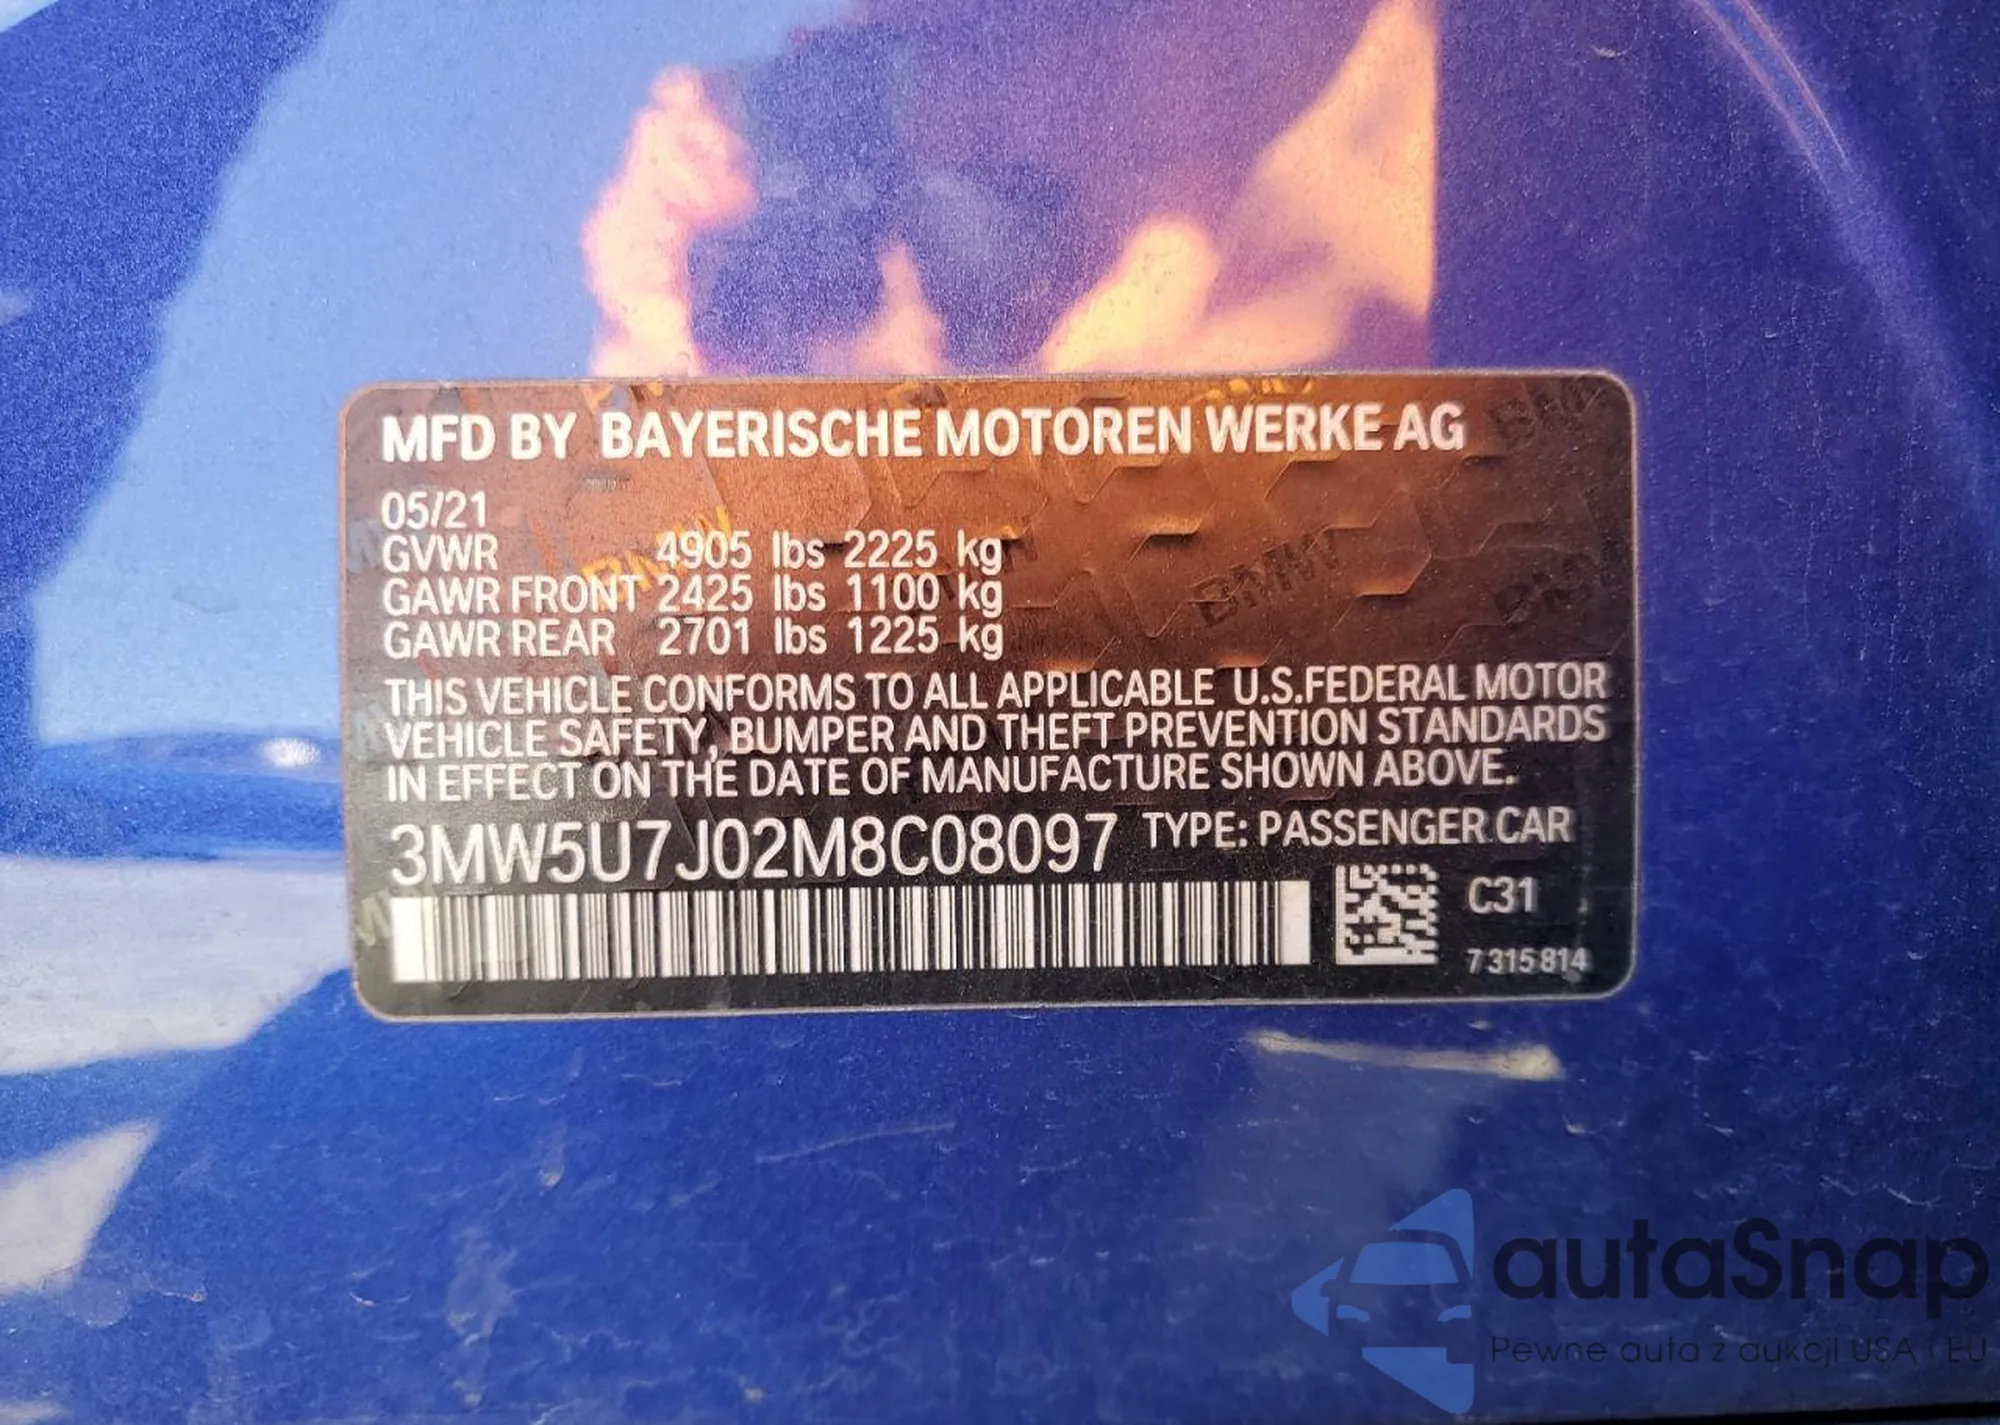 MFD BY BAYERISCHE MOTOREN WERKE AG
05/21
GVWR 4905 lbs 2225 kg
GAWR FRONT 2425 lbs 1100 kg
GAWR REAR 2701 lbs 1225 kg
THIS VEHICLE CONFORMS TO ALL APPLICABLE U.S.FEDERAL MOTOR
VEHICLE SAFETY, BUMPER AND THEFT PREVENTION STANDARDS
IN EFFECT ON THE DATE OF MANUFACTURE SHOWN ABOVE.
3MW5U7J02M8C08097 TYPE: PASSENGER CAR
C31
7 315 814
autaSnap
Pewne auta z aukcji USA i EU